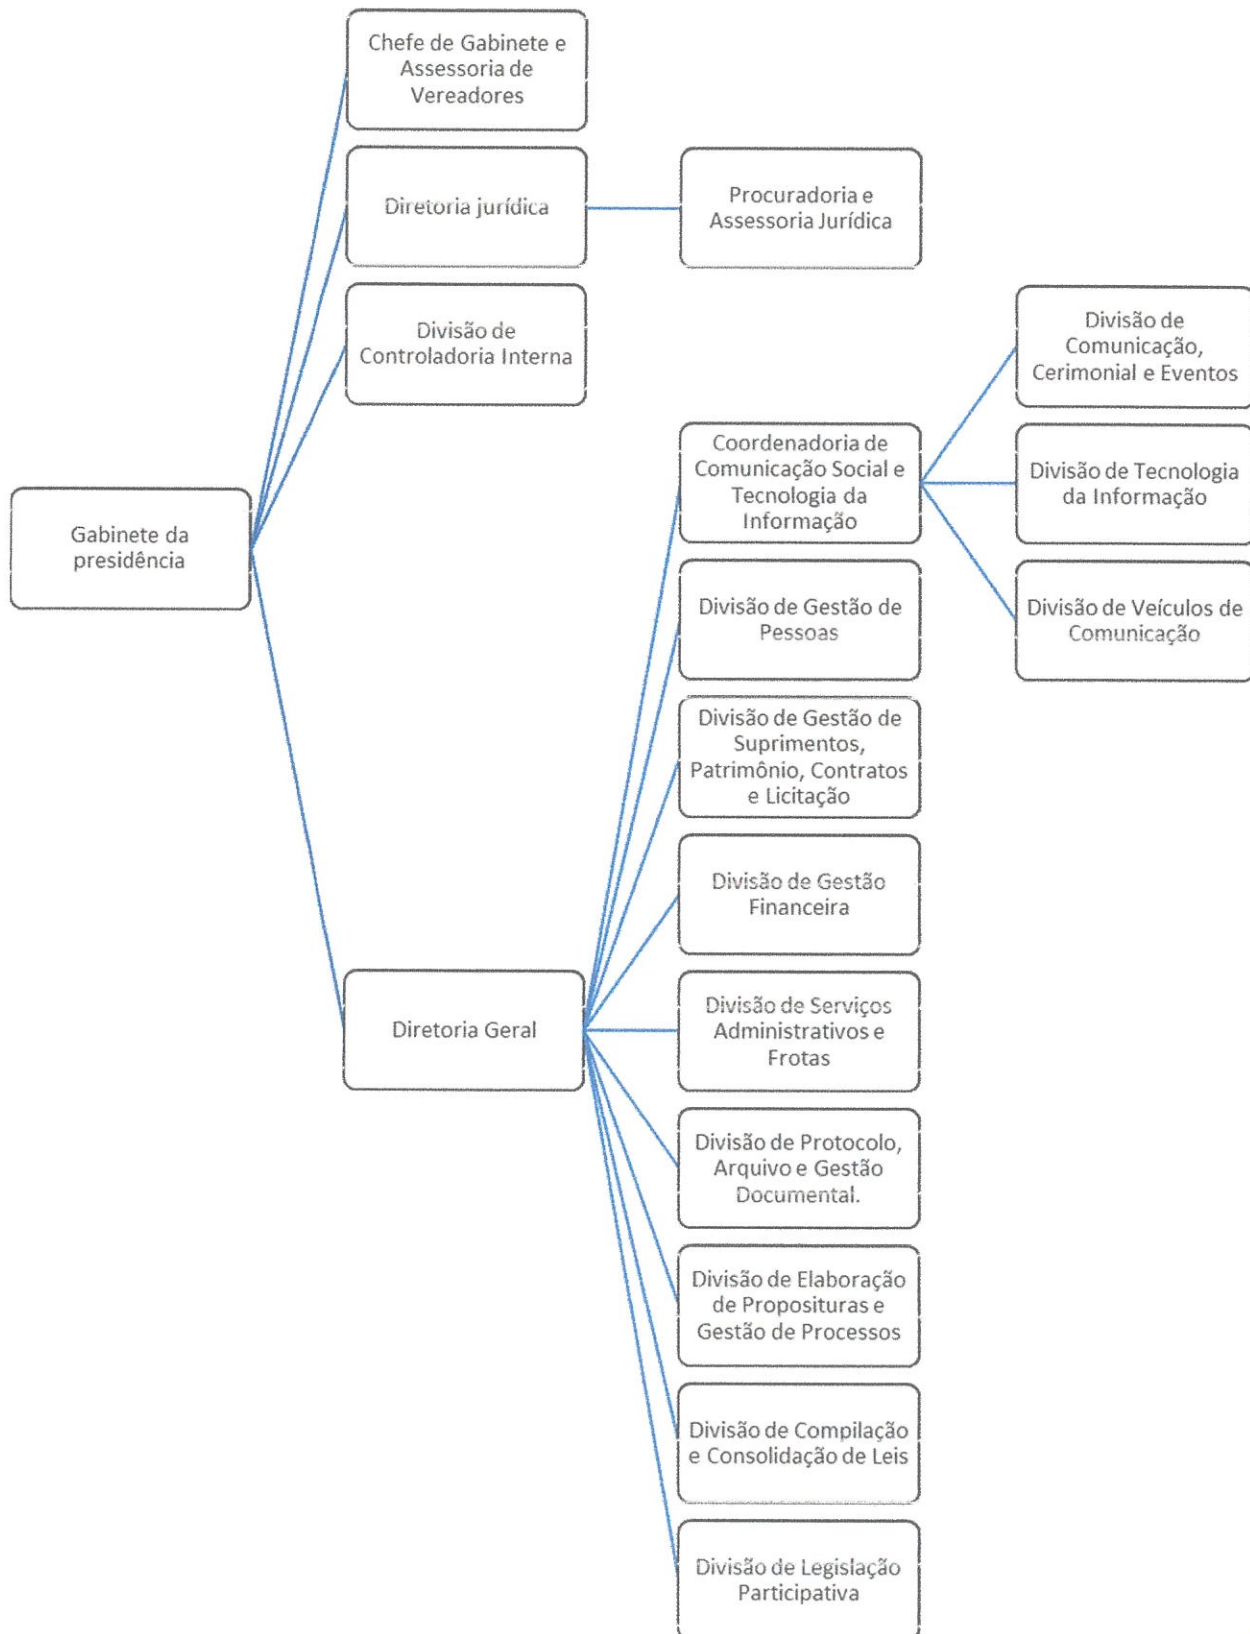 Chefe de Gabinete e
Assessoria de
Vereadores
Diretoria jurídica
Procuradoria e
Assessoria Jurídica
Divisão de
Controladoria Interna
Divisão de
Comunicação,
Cerimonial e Eventos
Coordenadoria de
Comunicação Social e
Tecnologia da
Informação
Divisão de Tecnologia
da Informação
Gabinete da
presidência
Divisão de Gestão de
Pessoas
Divisão de Veículos de
Comunicação
Divisão de Gestão de
Suprimentos,
Patrimônio, Contratos
e Licitação
Divisão de Gestão
Financeira
Diretoria Geral
Divisão de Serviços
Administrativos e
Frotas
Divisão de Protocolo,
Arquivo e Gestão
Documental.
Divisão de Elaboração
de Proposituras e
Gestão de Processos
Divisão de Compilação
e Consolidação de Leis
Divisão de Legislação
Participativa